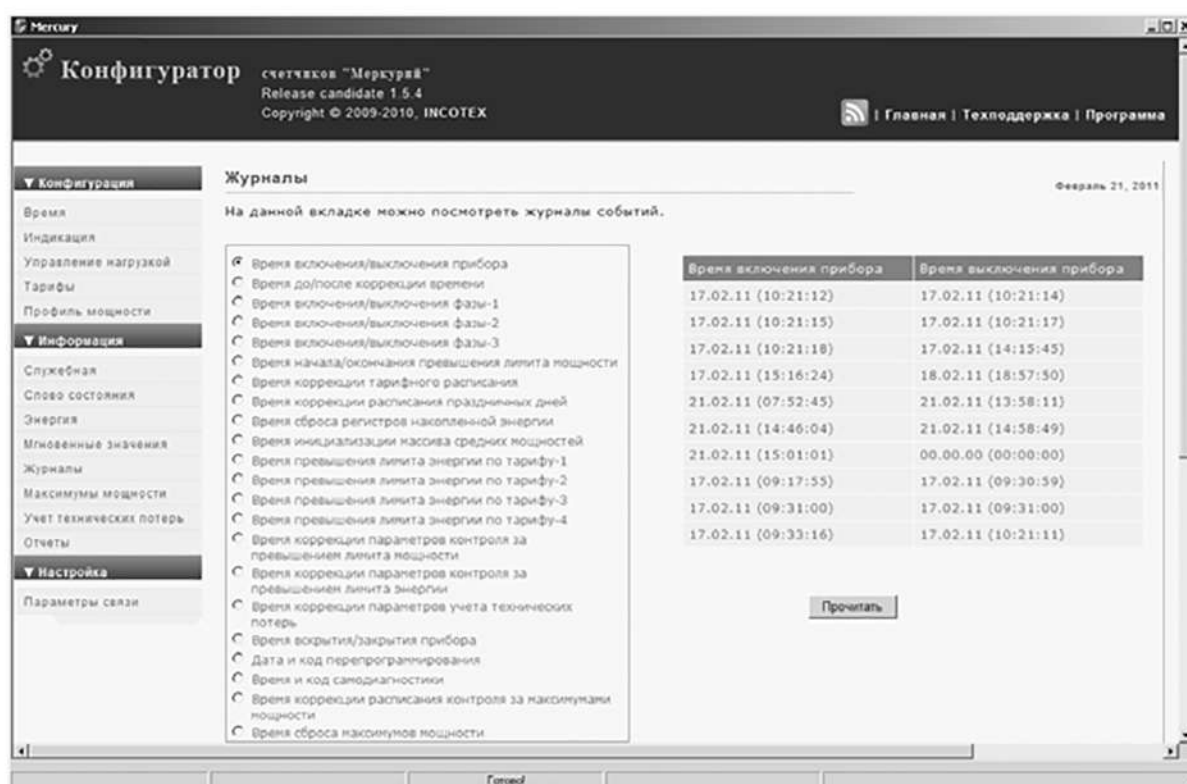 Mercury
Конфигуратор счетчиков "Меркурий"
Release candidate 1.5.4
Copyright © 2009-2010, INCOTEX
| Главная | Техподдержка | Программа
▼ Конфигурация
Время
Индикация
Управление нагрузкой
Тарифы
Профиль мощности
▼ Информация
Служебная
Слово состояния
Энергия
Мгновенные значения
Журналы
Максимумы мощности
Учет технических потерь
Отчеты
▼ Настройка
Параметры связи
Журналы
Февраль 21, 2011
На данной вкладке можно посмотреть журналы событий.
Время включения/выключения прибора
Время до/после коррекции времени
Время включения/выключения фазы-1
Время включения/выключения фазы-2
Время включения/выключения фазы-3
Время начала/окончания превышения лимита мощности
Время коррекции тарифного расписания
Время коррекции расписания праздничных дней
Время сброса регистров накопленной энергии
Время инициализации массива средних мощностей
Время превышения лимита энергии по тарифу-1
Время превышения лимита энергии по тарифу-2
Время превышения лимита энергии по тарифу-3
Время превышения лимита энергии по тарифу-4
Время коррекции параметров контроля за
превышением лимита мощности
Время коррекции параметров контроля за
превышением лимита энергии
Время коррекции параметров учета технических
потерь
Время вскрытия/закрытия прибора
Дата и код перепрограммирования
Время и код самодиагностики
Время коррекции расписания контроля за максимумами
мощности
Время сброса максимумов мощности
Время включения прибора Время выключения прибора
17.02.11 (10:21:12) 17.02.11 (10:21:14)
17.02.11 (10:21:15) 17.02.11 (10:21:17)
17.02.11 (10:21:18) 17.02.11 (14:15:45)
17.02.11 (15:16:24) 18.02.11 (18:57:50)
21.02.11 (07:52:45) 21.02.11 (13:58:11)
21.02.11 (14:46:04) 21.02.11 (14:58:49)
21.02.11 (15:01:01) 00.00.00 (00:00:00)
17.02.11 (09:17:55) 17.02.11 (09:30:59)
17.02.11 (09:31:00) 17.02.11 (09:31:00)
17.02.11 (09:33:16) 17.02.11 (10:21:11)
Прочитать
Готово!